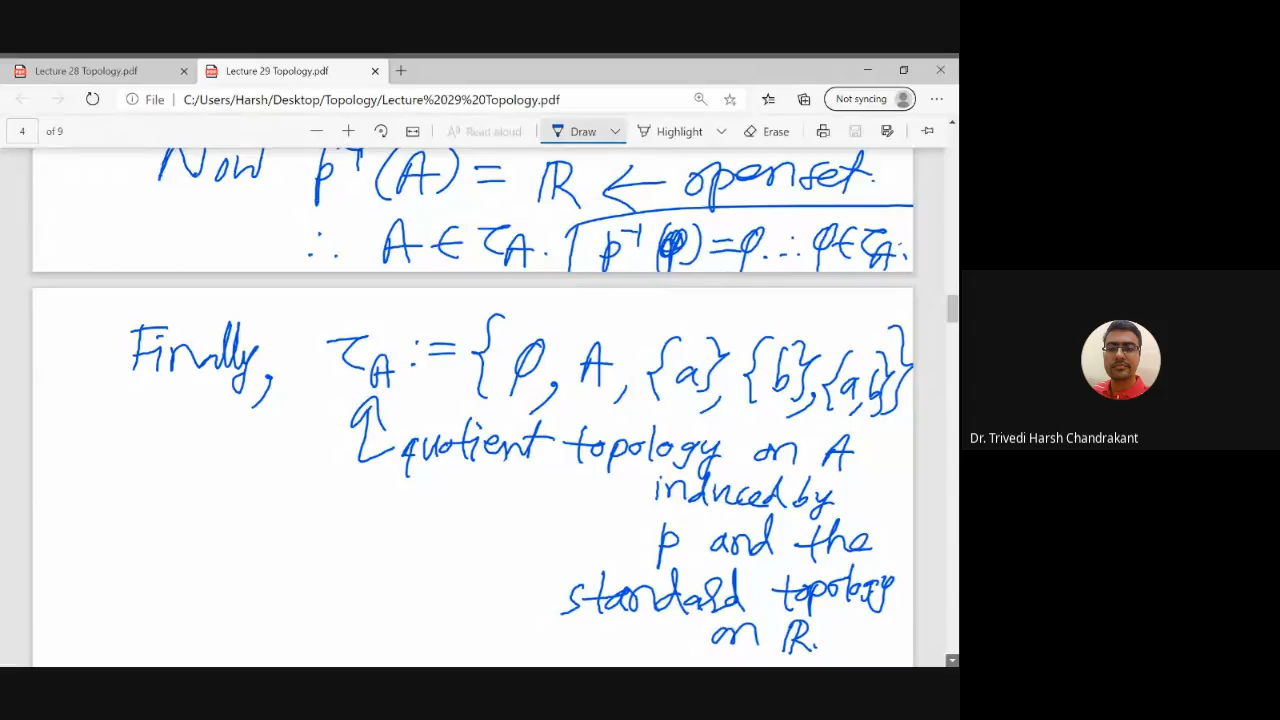 Lecture 28 Topology.pdf
Lecture 29 Topology.pdf
File | C:/Users/Harsh/Desktop/Topology/Lecture%2029%20Topology.pdf
Not syncing
4 of 9
Read aloud
Draw
Highlight
Erase
Now p⁻¹(A) = ℝ ← open set.
∴ A ∈ τ_A. p⁻¹(φ) = φ. ∴ φ ∈ τ_A.
Finally, τ_A := {φ, A, {a}, {b}, {a,b}}
quotient topology on A
induced by
p and the
standard topology
on ℝ.
Dr. Trivedi Harsh Chandrakant